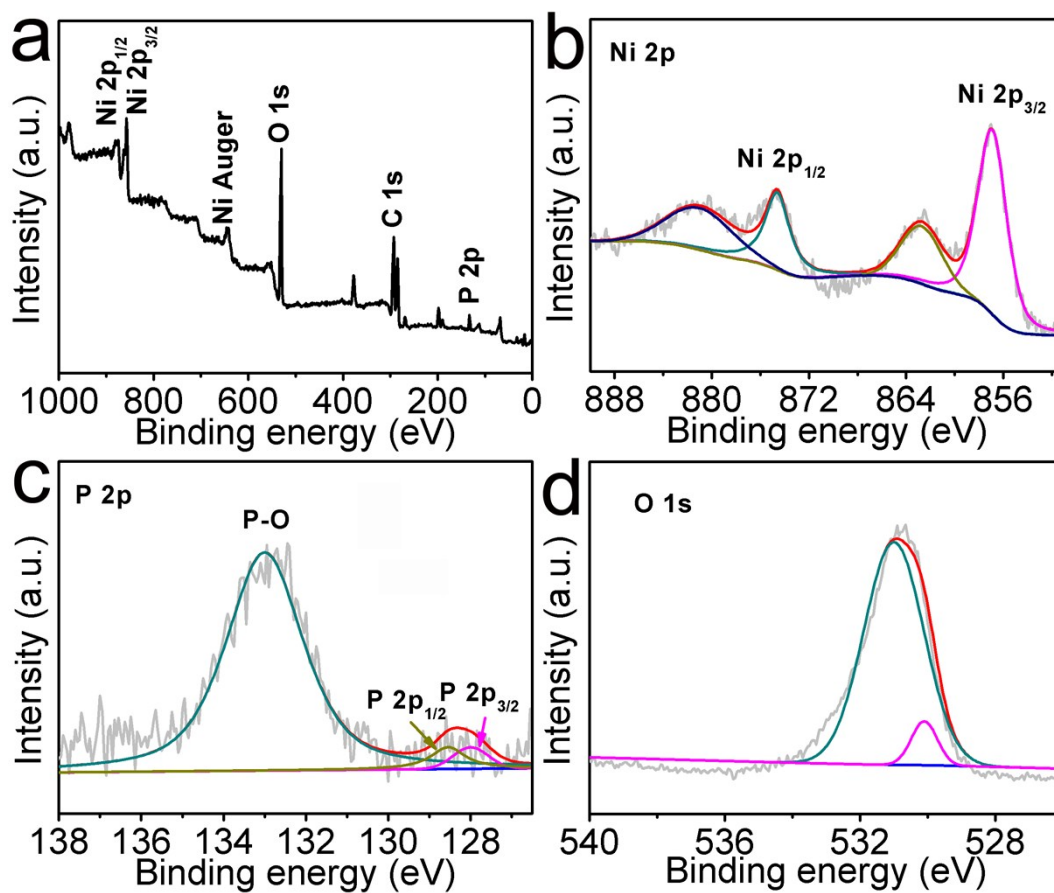 a
Ni 2p1/2
Ni 2p3/2
Ni Auger
O 1s
C 1s
P 2p
Intensity (a.u.)
1000 800 600 400 200 0
Binding energy (eV)
b
Ni 2p
Ni 2p3/2
Ni 2p1/2
Intensity (a.u.)
888 880 872 864 856
Binding energy (eV)
c
P 2p
P-O
P 2p1/2
P 2p3/2
Intensity (a.u.)
138 136 134 132 130 128
Binding energy (eV)
d
O 1s
Intensity (a.u.)
540 536 532 528
Binding energy (eV)